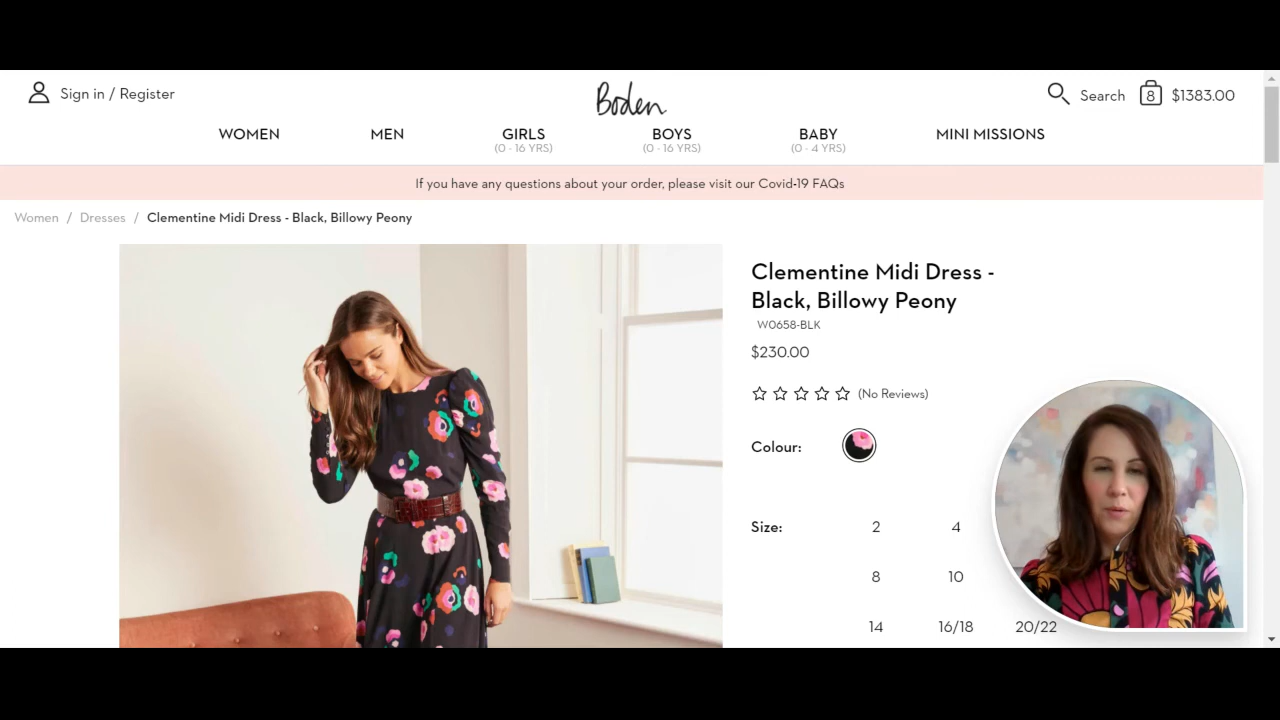 Sign in / Register
Boden
Search
8
$1383.00
WOMEN
MEN
GIRLS
(0 - 16 YRS)
BOYS
(0 - 16 YRS)
BABY
(0 - 4 YRS)
MINI MISSIONS
If you have any questions about your order, please visit our Covid-19 FAQs
Women / Dresses / Clementine Midi Dress - Black, Billowy Peony
Clementine Midi Dress -
Black, Billowy Peony
W0658-BLK
$230.00
(No Reviews)
Colour:
Size: 2 4
8 10
14 16/18 20/22